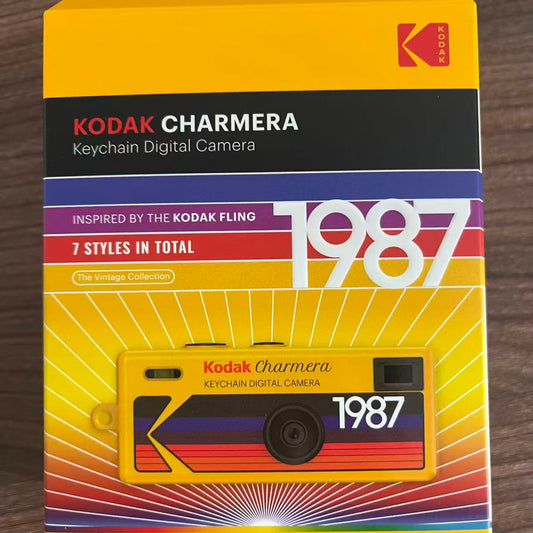 KODAK
KODAK CHARMERA
Keychain Digital Camera
INSPIRED BY THE KODAK FLING
1987
7 STYLES IN TOTAL
The Vintage Collection
Kodak Charmera
KEYCHAIN DIGITAL CAMERA
1987